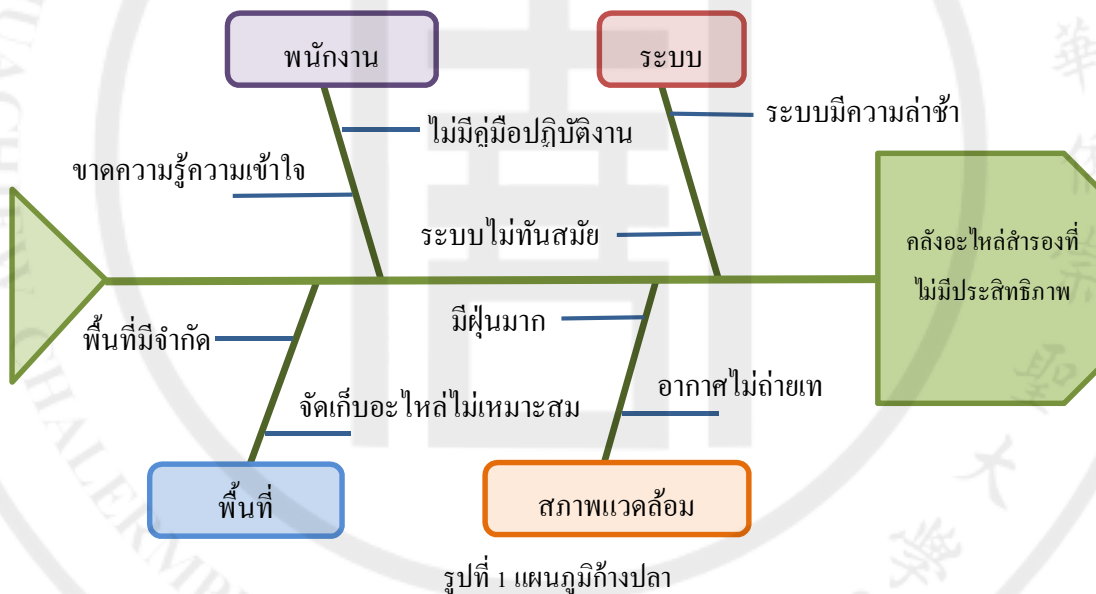 พนักงาน
ระบบ
ไม่มีคู่มือปฏิบัติงาน
ระบบมีความล่าช้า
ขาดความรู้ความเข้าใจ
ระบบไม่ทันสมัย
คลังอะไหล่สำรองที่
ไม่มีประสิทธิภาพ
มีฝุ่นมาก
พื้นที่มีจำกัด
อากาศไม่ถ่ายเท
จัดเก็บอะไหล่ไม่เหมาะสม
พื้นที่
สภาพแวดล้อม
รูปที่ 1 แผนภูมิก้างปลา